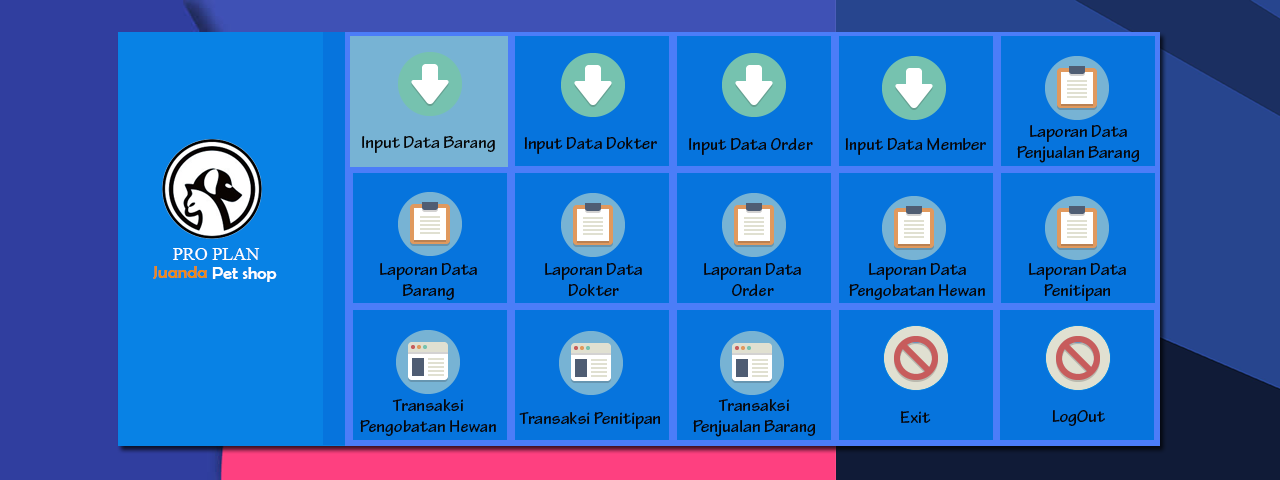 Input Data Barang
Input Data Dokter
Input Data Order
Input Data Member
Laporan Data
Penjualan Barang
PRO PLAN
Juanda Pet shop
Laporan Data
Barang
Laporan Data
Dokter
Laporan Data
Order
Laporan Data
Pengobatan Hewan
Laporan Data
Penitipan
Transaksi
Pengobatan Hewan
Transaksi Penitipan
Transaksi
Penjualan Barang
Exit
LogOut